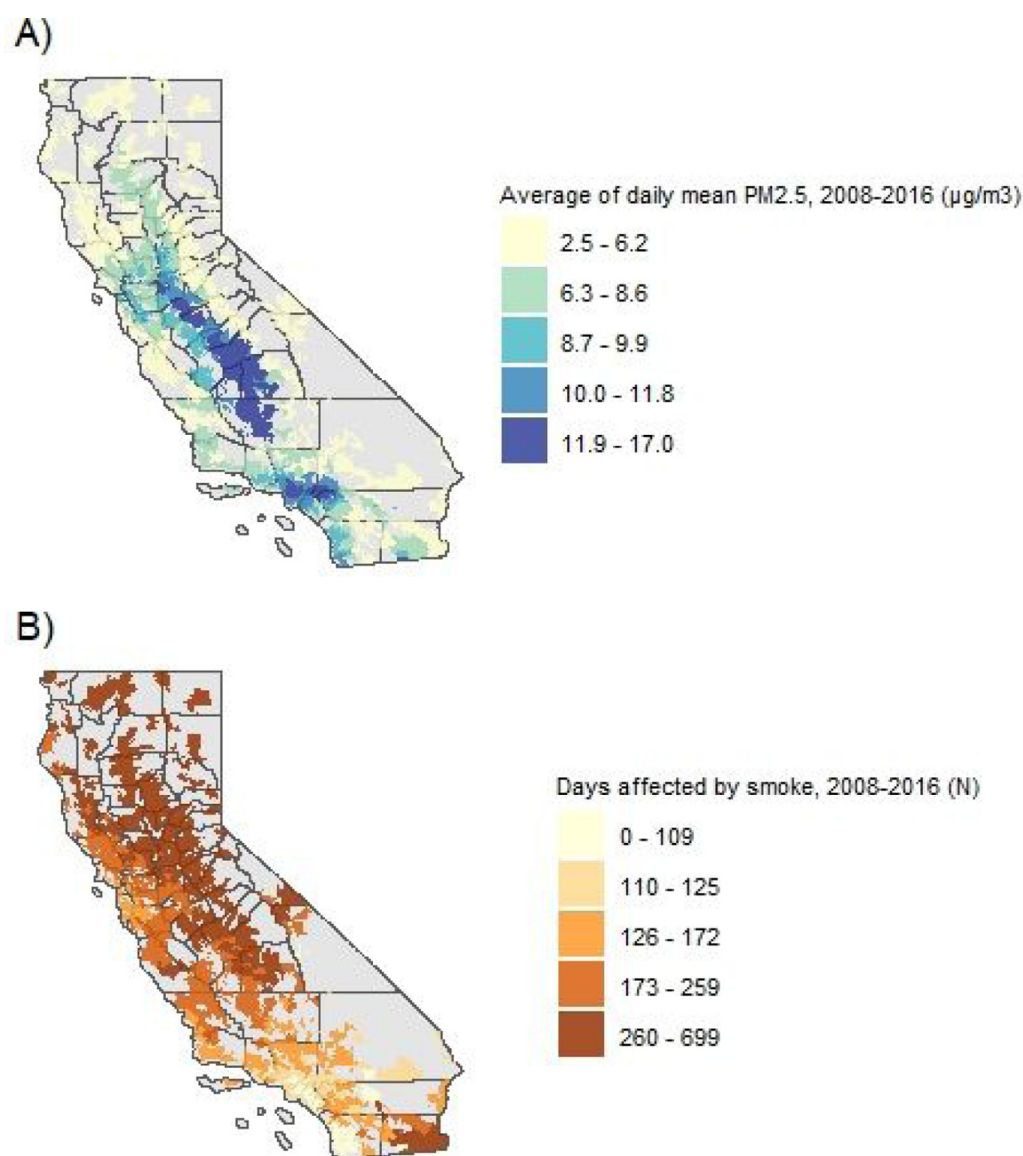 A)
Average of daily mean PM2.5, 2008-2016 (µg/m3)
2.5 - 6.2
6.3 - 8.6
8.7 - 9.9
10.0 - 11.8
11.9 - 17.0
B)
Days affected by smoke, 2008-2016 (N)
0 - 109
110 - 125
126 - 172
173 - 259
260 - 699